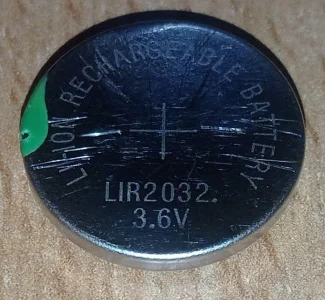 LI-ION RECHARGEABLE BATTERY
+
LIR2032.
3.6V